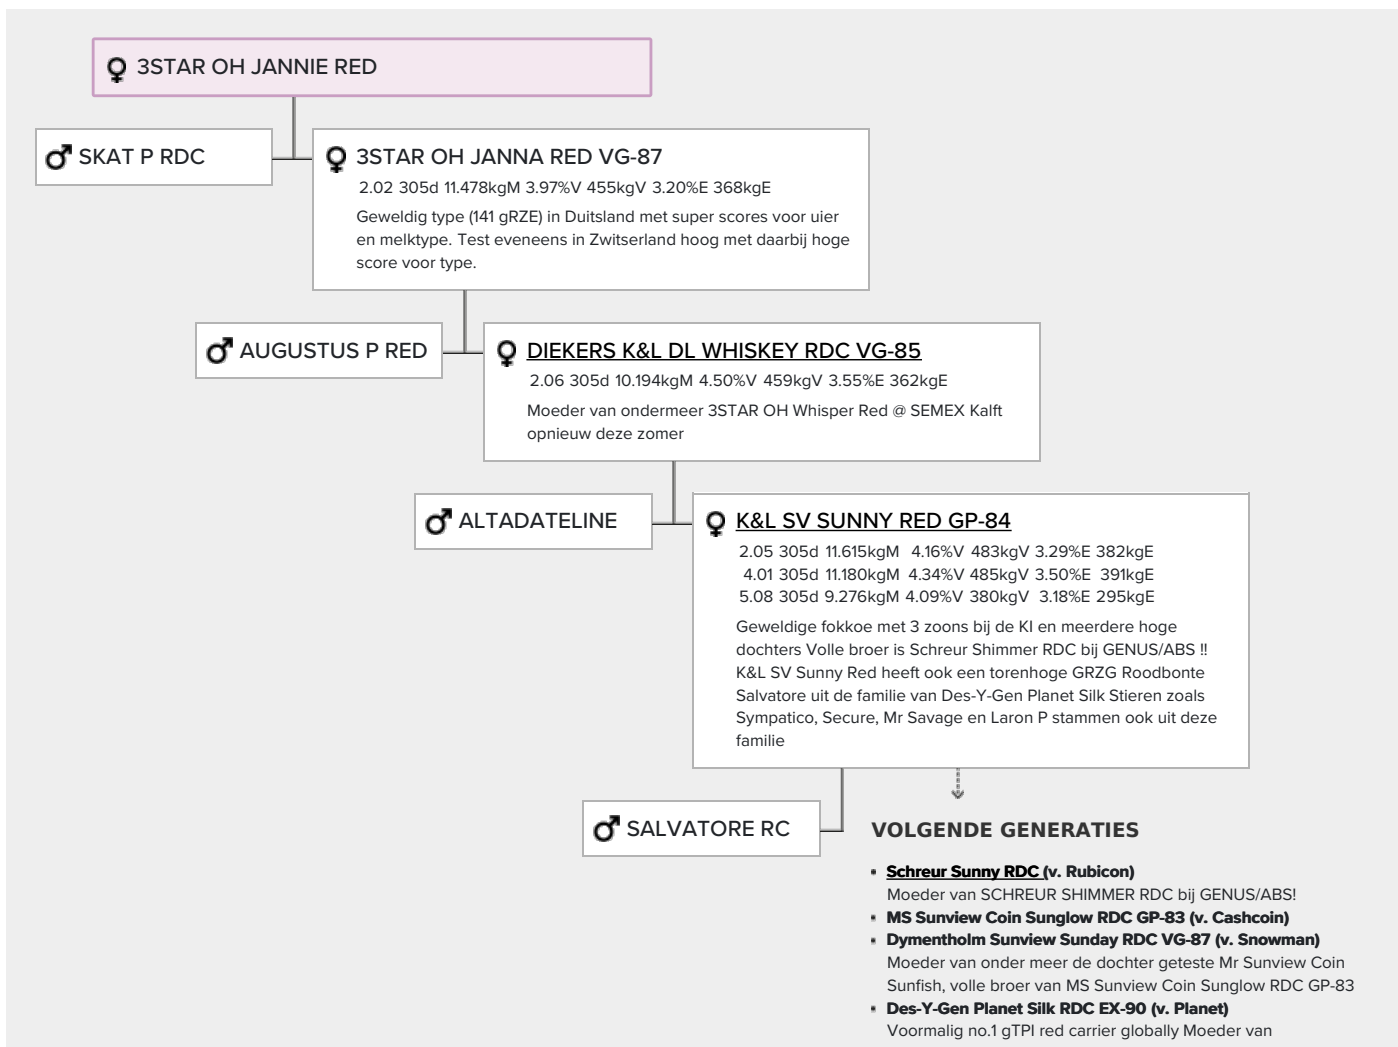 3STAR OH JANNIE RED
SKAT P RDC
3STAR OH JANNA RED VG-87
2.02 305d 11.478kgM 3.97%V 455kgV 3.20%E 368kgE
Geweldig type (141 gRZE) in Duitsland met super scores voor uier
en melktype. Test eveneens in Zwitserland hoog met daarbij hoge
score voor type.
AUGUSTUS P RED
DIEKERS K&L DL WHISKEY RDC VG-85
2.06 305d 10.194kgM 4.50%V 459kgV 3.55%E 362kgE
Moeder van ondermeer 3STAR OH Whisper Red @ SEMEX Kalft
opnieuw deze zomer
ALTADATELINE
K&L SV SUNNY RED GP-84
2.05 305d 11.615kgM 4.16%V 483kgV 3.29%E 382kgE
4.01 305d 11.180kgM 4.34%V 485kgV 3.50%E 391kgE
5.08 305d 9.276kgM 4.09%V 380kgV 3.18%E 295kgE
Geweldige fokkoe met 3 zoons bij de KI en meerdere hoge
dochters Volle broer is Schreur Shimmer RDC bij GENUS/ABS !!
K&L SV Sunny Red heeft ook een torenhoge GRZG Roodbonte
Salvatore uit de familie van Des-Y-Gen Planet Silk Stieren zoals
Sympatico, Secure, Mr Savage en Laron P stammen ook uit deze
familie
SALVATORE RC
VOLGENDE GENERATIES
Schreur Sunny RDC (v. Rubicon)
Moeder van SCHREUR SHIMMER RDC bij GENUS/ABS!
MS Sunview Coin Sunglow RDC GP-83 (v. Cashcoin)
Dymentholm Sunview Sunday RDC VG-87 (v. Snowman)
Moeder van onder meer de dochter geteste Mr Sunview Coin
Sunfish, volle broer van MS Sunview Coin Sunglow RDC GP-83
Des-Y-Gen Planet Silk RDC EX-90 (v. Planet)
Voormalig no.1 gTPI red carrier globally Moeder van